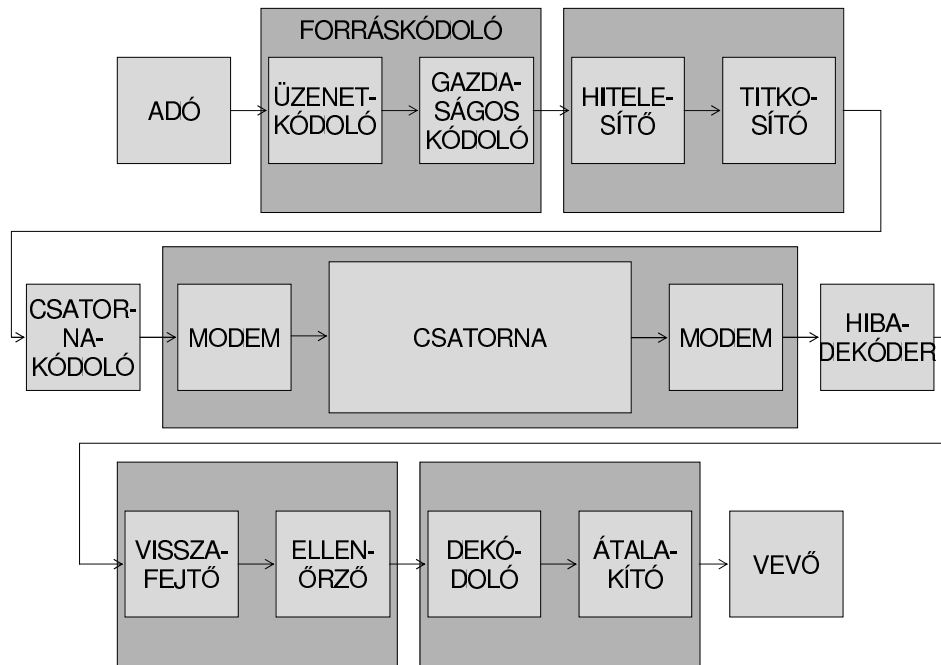 FORRÁSKÓDOLÓ
ADÓ
ÜZENET-
KÓDOLÓ
GAZDA-
SÁGOS
KÓDOLÓ
HITELE-
SÍTŐ
TITKO-
SÍTÓ
CSATOR-
NA-
KÓDOLÓ
MODEM
CSATORNA
MODEM
HIBA-
DEKÓDER
VISSZA-
FEJTŐ
ELLEN-
ŐRZŐ
DEKÓ-
DOLÓ
ÁTALA-
KÍTÓ
VEVŐ